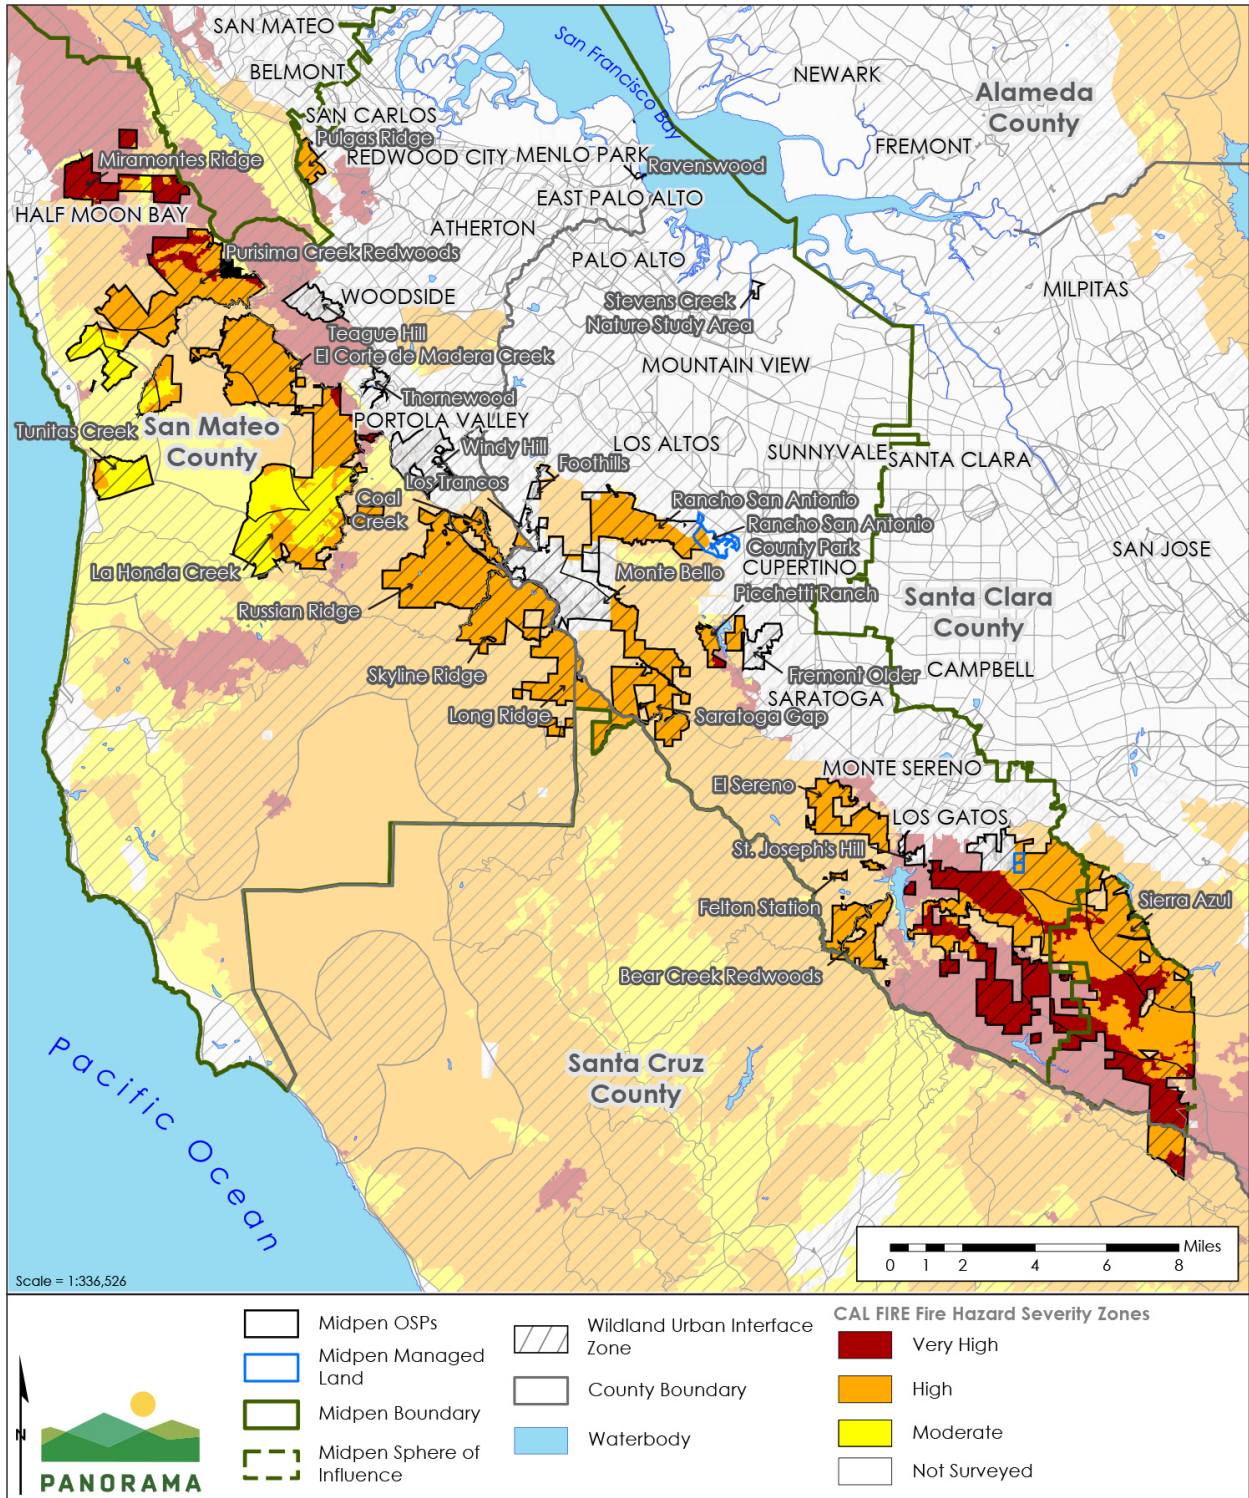 SAN MATEO
BELMONT
SAN CARLOS
Pulgas Ridge
REDWOOD CITY
MENLO PARK
Ravenswood
San Francisco Bay
NEWARK
Alameda
County
FREMONT
EAST PALO ALTO
Miramontes Ridge
HALF MOON BAY
ATHERTON
PALO ALTO
Purisima Creek Redwoods
WOODSIDE
Stevens Creek
Nature Study Area
MILPITAS
Teague Hill
El Corte de Madera Creek
MOUNTAIN VIEW
Thornewood
PORTOLA VALLEY
Tunitas Creek
San Mateo
County
Windy Hill
LOS ALTOS
SUNNYVALE
SANTA CLARA
Foothills
Los Trancos
Coal
Creek
Rancho San Antonio
Rancho San Antonio
County Park
CUPERTINO
SAN JOSE
La Honda Creek
Monte Bello
Picchetti Ranch
Russian Ridge
Santa Clara
County
Skyline Ridge
Fremont Older
CAMPBELL
SARATOGA
Long Ridge
Saratoga Gap
MONTE SERENO
El Sereno
LOS GATOS
St. Joseph's Hill
Felton Station
Sierra Azul
Bear Creek Redwoods
Santa Cruz
County
Pacific Ocean
Scale = 1:336,526
Miles
0 1 2 4 6 8
Midpen OSPs
Midpen Managed
Land
Midpen Boundary
Midpen Sphere of
Influence
Wildland Urban Interface
Zone
County Boundary
Waterbody
CAL FIRE Fire Hazard Severity Zones
Very High
High
Moderate
Not Surveyed
N
PANORAMA